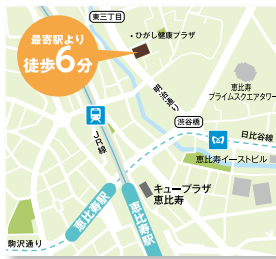 最寄駅より
徒歩6分
東三丁目
・ひがし健康プラザ
明治通り
恵比寿
プライムスクエアタワー
渋谷橋
日比谷線
JR線
恵比寿イーストビル
キュープラザ
恵比寿
恵比寿駅
恵比寿駅
駒沢通り